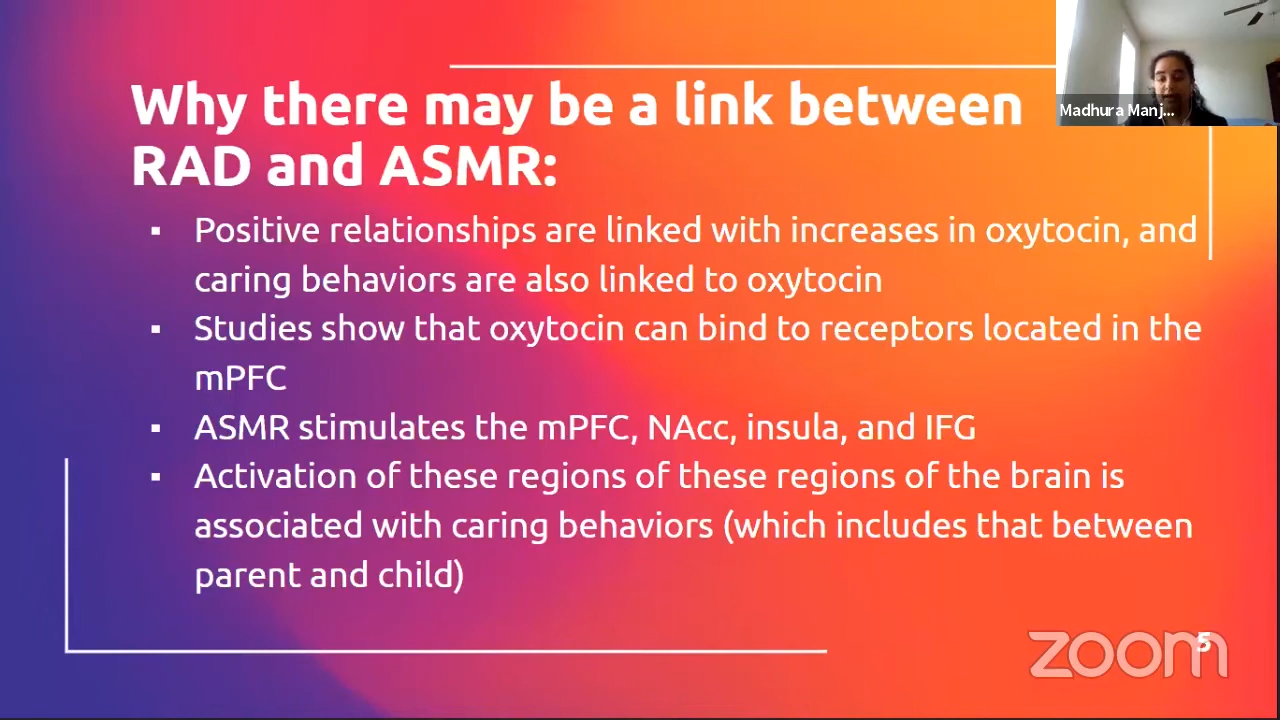 Why there may be a link between
RAD and ASMR:
Madhura Manj...
▪ Positive relationships are linked with increases in oxytocin, and
caring behaviors are also linked to oxytocin
▪ Studies show that oxytocin can bind to receptors located in the
mPFC
▪ ASMR stimulates the mPFC, NAcc, insula, and IFG
▪ Activation of these regions of these regions of the brain is
associated with caring behaviors (which includes that between
parent and child)
5
zoom